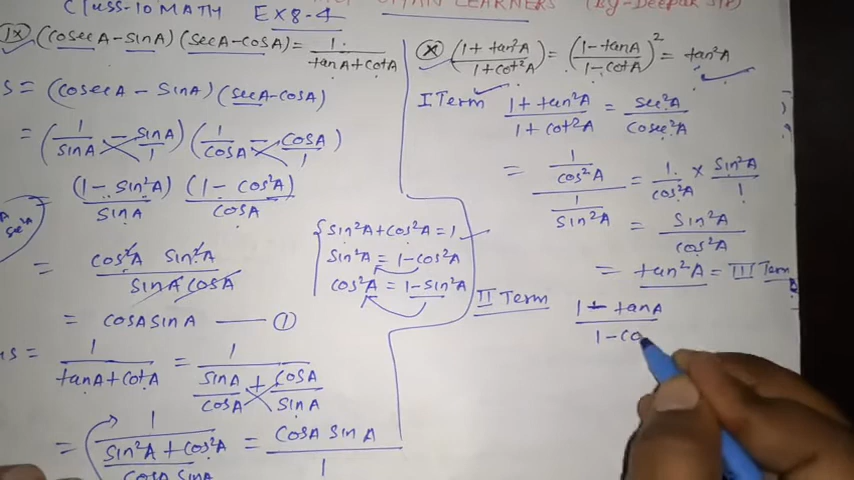 Class-10 MATH EX 8.4 LEARNERS (By-Deepak Sir)
ix (cosecA-sinA)(secA-cosA)= 1/(tanA+cotA)
S = (cosecA - sinA)(secA-cosA)
= (1/sinA - sinA/1)(1/cosA - cosA/1)
= (1-sin²A)/sinA (1-cos²A)/cosA
= cos²A sin²A / sinA cosA
= cosA sinA —— ①
HS = 1/(tanA+cotA) = 1/(sinA/cosA + cosA/sinA)
= 1/((sin²A+cos²A)/(cosA sinA)) = cosA sinA / 1
{ sin²A+cos²A=1
sin²A = 1-cos²A
cos²A = 1-sin²A
x (1+tan²A / 1+cot²A) = (1-tanA / 1-cotA)² = tan²A
I Term (1+tan²A)/(1+cot²A) = sec²A/cosec²A
= (1/cos²A)/(1/sin²A) = 1/cos²A × sin²A/1
= sin²A/cos²A
= tan²A = III Term
II Term 1-tanA
1-co